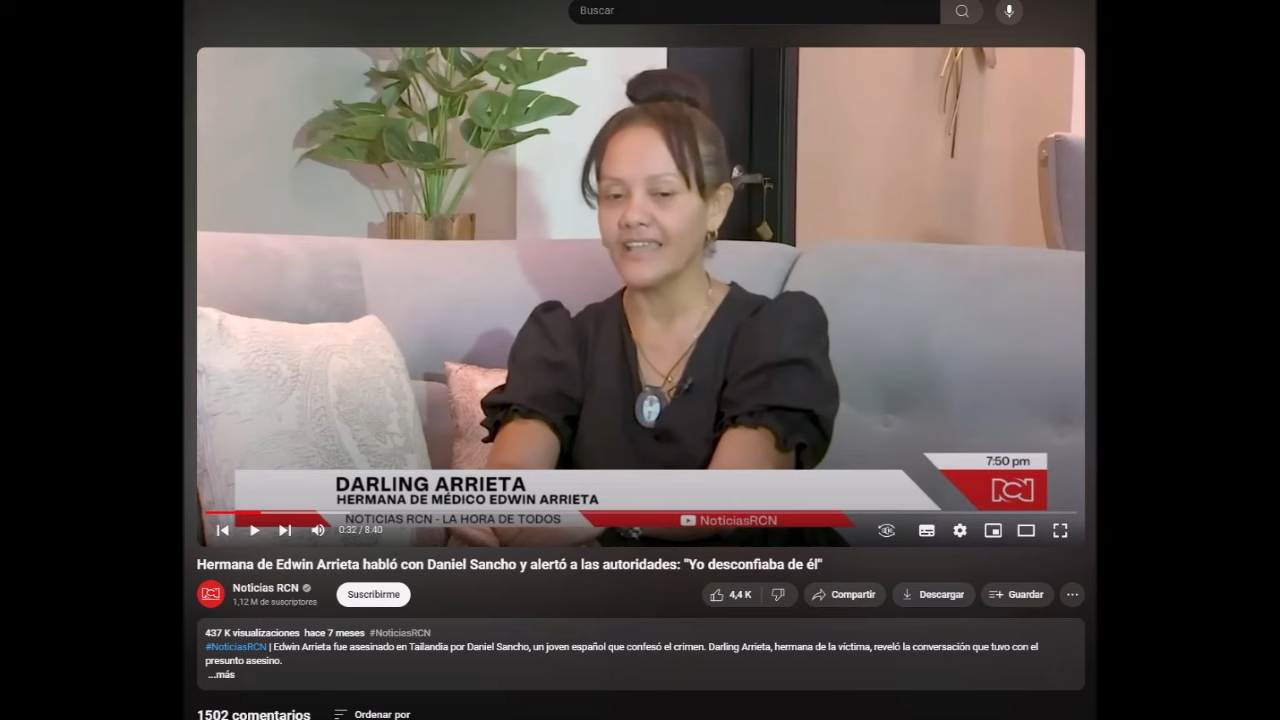 Buscar
7:50 pm
RCN
DARLING ARRIETA
HERMANA DE MÉDICO EDWIN ARRIETA
NOTICIAS RCN - LA HORA DE TODOS
NoticiasRCN
0:32 / 8:40
Hermana de Edwin Arrieta habló con Daniel Sancho y alertó a las autoridades: "Yo desconfiaba de él"
Noticias RCN
1,12 M de suscriptores
Suscribirme
4,4 K
Compartir
Descargar
Guardar
437 K visualizaciones hace 7 meses #NoticiasRCN
#NoticiasRCN | Edwin Arrieta fue asesinado en Tailandia por Daniel Sancho, un joven español que confesó el crimen. Darling Arrieta, hermana de la víctima, reveló la conversación que tuvo con el
presunto asesino.
...más
1502 comentarios
Ordenar por